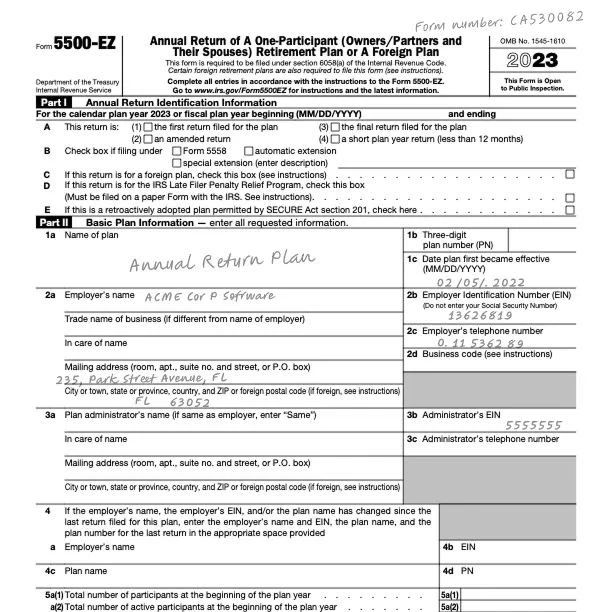 Form number: CA530082
Form 5500-EZ
Department of the Treasury
Internal Revenue Service
Annual Return of A One-Participant (Owners/Partners and
Their Spouses) Retirement Plan or A Foreign Plan
This form is required to be filed under section 6058(a) of the Internal Revenue Code.
Certain foreign retirement plans are also required to file this form (see instructions).
Complete all entries in accordance with the instructions to the Form 5500-EZ.
Go to www.irs.gov/Form5500EZ for instructions and the latest information.
OMB No. 1545-1610
2023
This Form is Open
to Public Inspection.
Part I Annual Return Identification Information
For the calendar plan year 2023 or fiscal plan year beginning (MM/DD/YYYY) and ending
A This return is: (1) the first return filed for the plan (3) the final return filed for the plan
(2) an amended return (4) a short plan year return (less than 12 months)
B Check box if filing under Form 5558 automatic extension
special extension (enter description)
C If this return is for a foreign plan, check this box (see instructions) . . . . . . . . . . . . . . . . .
D If this return is for the IRS Late Filer Penalty Relief Program, check this box
(Must be filed on a paper Form with the IRS. See instructions). . . . . . . . . . . . . . . . . .
E If this is a retroactively adopted plan permitted by SECURE Act section 201, check here . . . . . . . . . .
Part II Basic Plan Information — enter all requested information.
1a Name of plan
Annual Return Plan
1b Three-digit
plan number (PN)
1c Date plan first became effective
(MM/DD/YYYY)
02/05/. 2022
2a Employer's name ACME Cor P Software
Trade name of business (if different from name of employer)
In care of name
Mailing address (room, apt., suite no. and street, or P.O. box)
235, Park Street Avenue, FL
City or town, state or province, country, and ZIP or foreign postal code (if foreign, see instructions)
FL 63052
2b Employer Identification Number (EIN)
(Do not enter your Social Security Number)
13626819
2c Employer's telephone number
0. 11 5362 89
2d Business code (see instructions)
3a Plan administrator's name (if same as employer, enter "Same")
In care of name
Mailing address (room, apt., suite no. and street, or P.O. box)
City or town, state or province, country, and ZIP or foreign postal code (if foreign, see instructions)
3b Administrator's EIN
5555555
3c Administrator's telephone number
4 If the employer's name, the employer's EIN, and/or the plan name has changed since the
last return filed for this plan, enter the employer's name and EIN, the plan name, and the
plan number for the last return in the appropriate space provided
a Employer's name
4b EIN
4c Plan name
4d PN
5a(1) Total number of participants at the beginning of the plan year . . . . . . . . 5a(1)
a(2) Total number of active participants at the beginning of the plan year . . . . . . 5a(2)